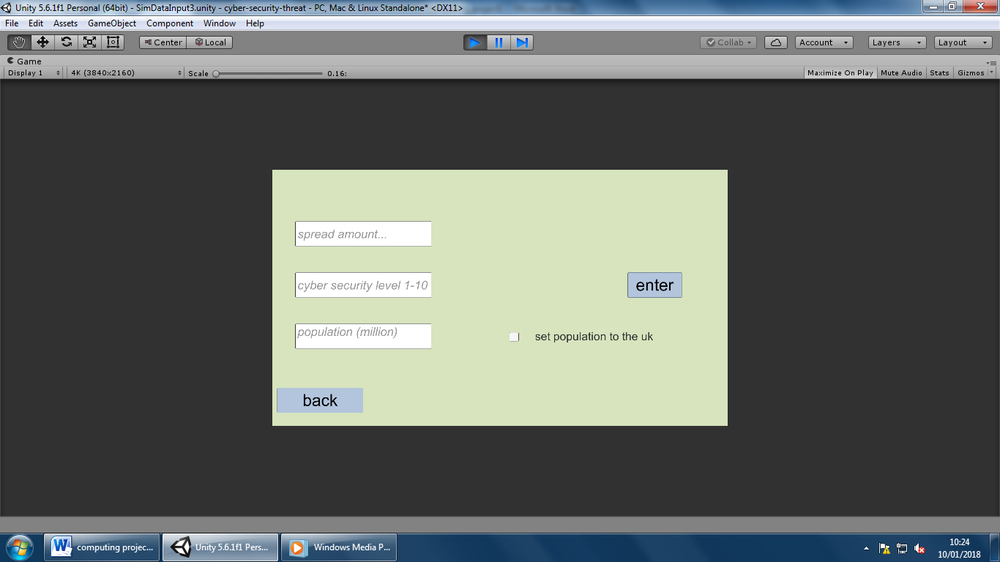 Unity 5.6.1f1 Personal (64bit) - SimDataInput3.unity - cyber-security-threat - PC, Mac & Linux Standalone* <DX11>
File Edit Assets GameObject Component Window Help
Center Local Collab Account Layers Layout
Game
Display 1 4K (3840x2160) Scale 0.16: Maximize On Play Mute Audio Stats Gizmos
spread amount...
cyber security level 1-10 enter
population (million) set population to the uk
back
computing projec... Unity 5.6.1f1 Pers... Windows Media P... 10:24
10/01/2018